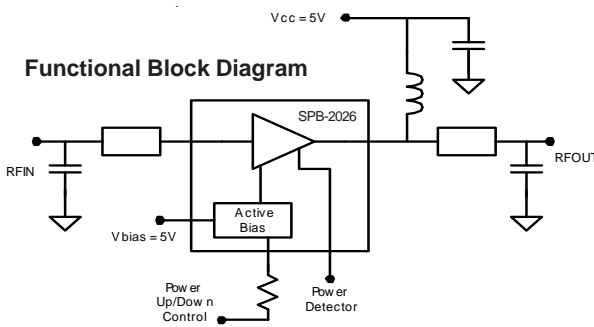 Vcc = 5V
Functional Block Diagram
SPB-2026
RFIN
RFOUT
Active
Bias
Vbias = 5V
Power
Up/Down
Control
Power
Detector